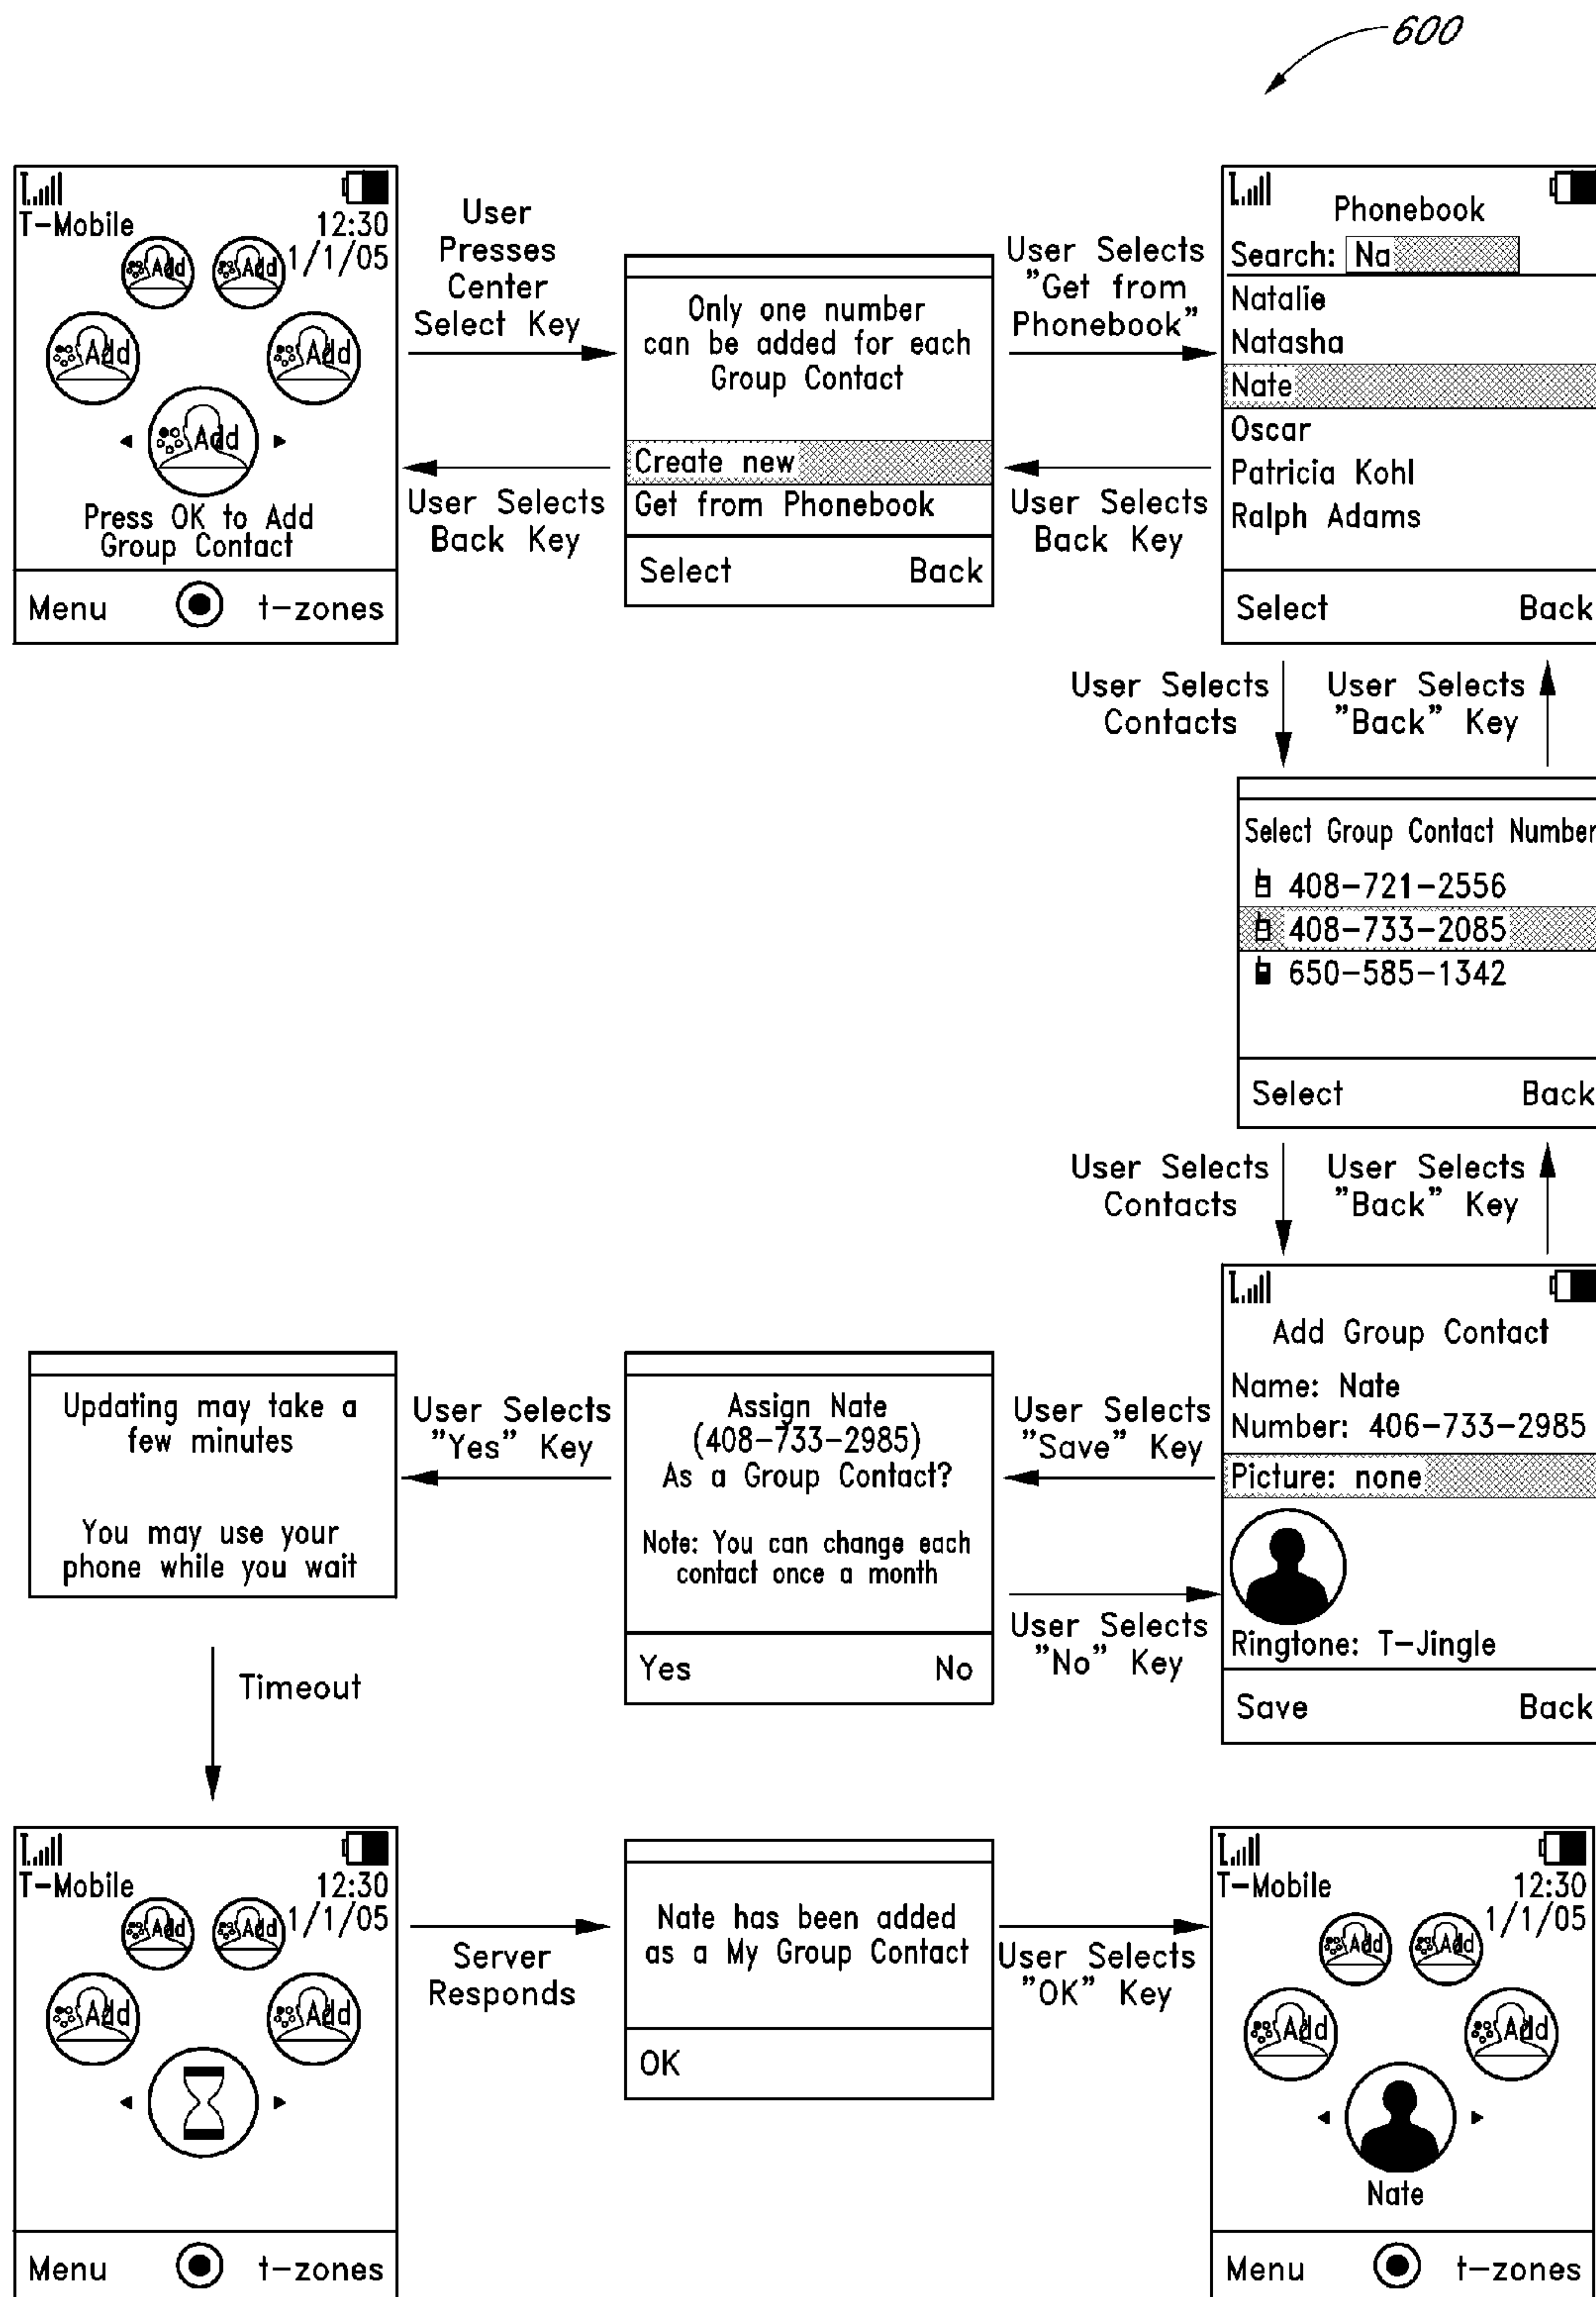 600
T-Mobile
12:30
1/1/05
Add
Add
Add
Add
Add
Press OK to Add
Group Contact
Menu
t-zones
User
Presses
Center
Select Key
User Selects
Back Key
Only one number
can be added for each
Group Contact
Create new
Get from Phonebook
Select
Back
User Selects
"Get from
Phonebook"
User Selects
Back Key
Phonebook
Search: Na
Natalie
Natasha
Nate
Oscar
Patricia Kohl
Ralph Adams
Select
Back
User Selects
Contacts
User Selects
"Back" Key
Select Group Contact Number
408-721-2556
408-733-2085
650-585-1342
Select
Back
User Selects
Contacts
User Selects
"Back" Key
Add Group Contact
Name: Nate
Number: 406-733-2985
Picture: none
Ringtone: T-Jingle
Save
Back
User Selects
"Save" Key
User Selects
"No" Key
Assign Nate
(408-733-2985)
As a Group Contact?
Note: You can change each
contact once a month
Yes
No
User Selects
"Yes" Key
Updating may take a
few minutes
You may use your
phone while you wait
Timeout
T-Mobile
12:30
1/1/05
Add
Add
Add
Add
Menu
t-zones
Server
Responds
Nate has been added
as a My Group Contact
OK
User Selects
"OK" Key
T-Mobile
12:30
1/1/05
Add
Add
Add
Add
Nate
Menu
t-zones